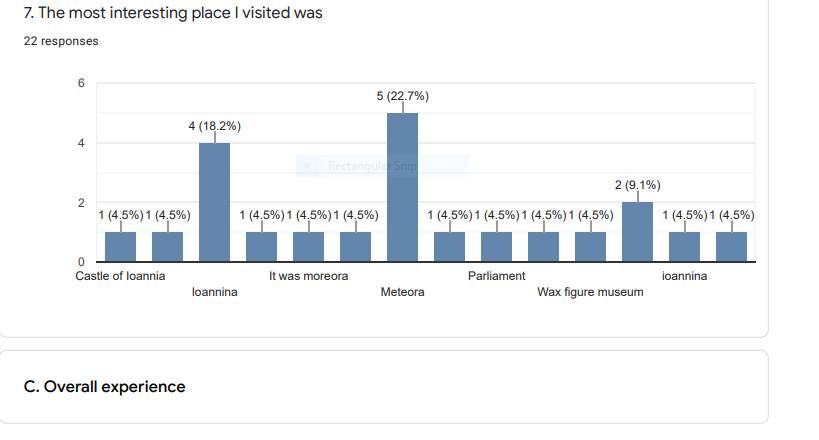 7. The most interesting place I visited was
22 responses
6
5 (22.7%)
4 (18.2%)
4
Rectangular Snip
2 (9.1%)
2
1 (4.5%) 1 (4.5%) 1 (4.5%) 1 (4.5%) 1 (4.5%) 1 (4.5%) 1 (4.5%) 1 (4.5%) 1 (4.5%) 1 (4.5%) 1 (4.5%)
0
Castle of Ioannia It was moreora Parliament ioannina
Ioannina Meteora Wax figure museum
C. Overall experience